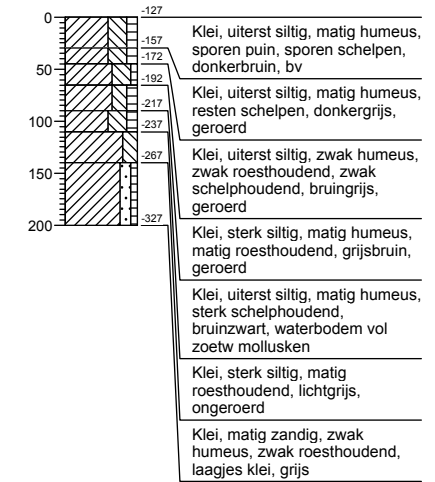 0
50
100
150
200
-127
-157
-172
-192
-217
-237
-267
-327
Klei, uiterst siltig, matig humeus,
sporen puin, sporen schelpen,
donkerbruin, bv
Klei, uiterst siltig, matig humeus,
resten schelpen, donkergrijs,
geroerd
Klei, uiterst siltig, zwak humeus,
zwak roesthoudend, zwak
schelphoudend, bruingrijs,
geroerd
Klei, sterk siltig, matig humeus,
matig roesthoudend, grijsbruin,
geroerd
Klei, uiterst siltig, matig humeus,
sterk schelphoudend,
bruinzwart, waterbodem vol
zoetw mollusken
Klei, sterk siltig, matig
roesthoudend, lichtgrijs,
ongeroerd
Klei, matig zandig, zwak
humeus, zwak roesthoudend,
laagjes klei, grijs